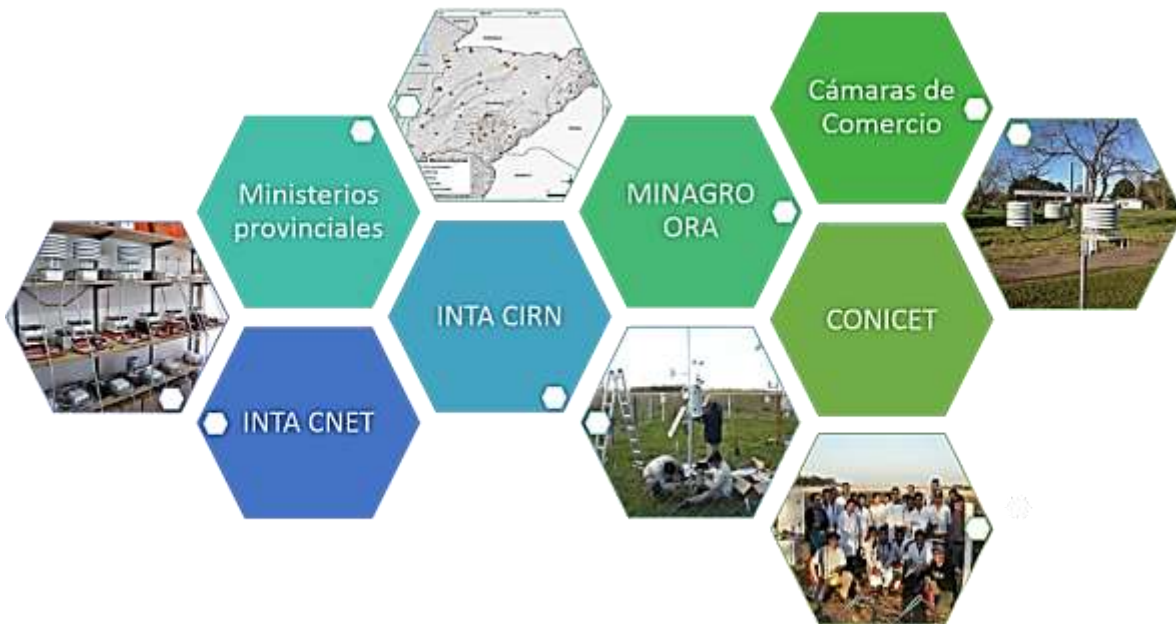 Cámaras de
Comercio
Ministerios
provinciales
MINAGRO
ORA
INTA CIRN
CONICET
INTA CNET